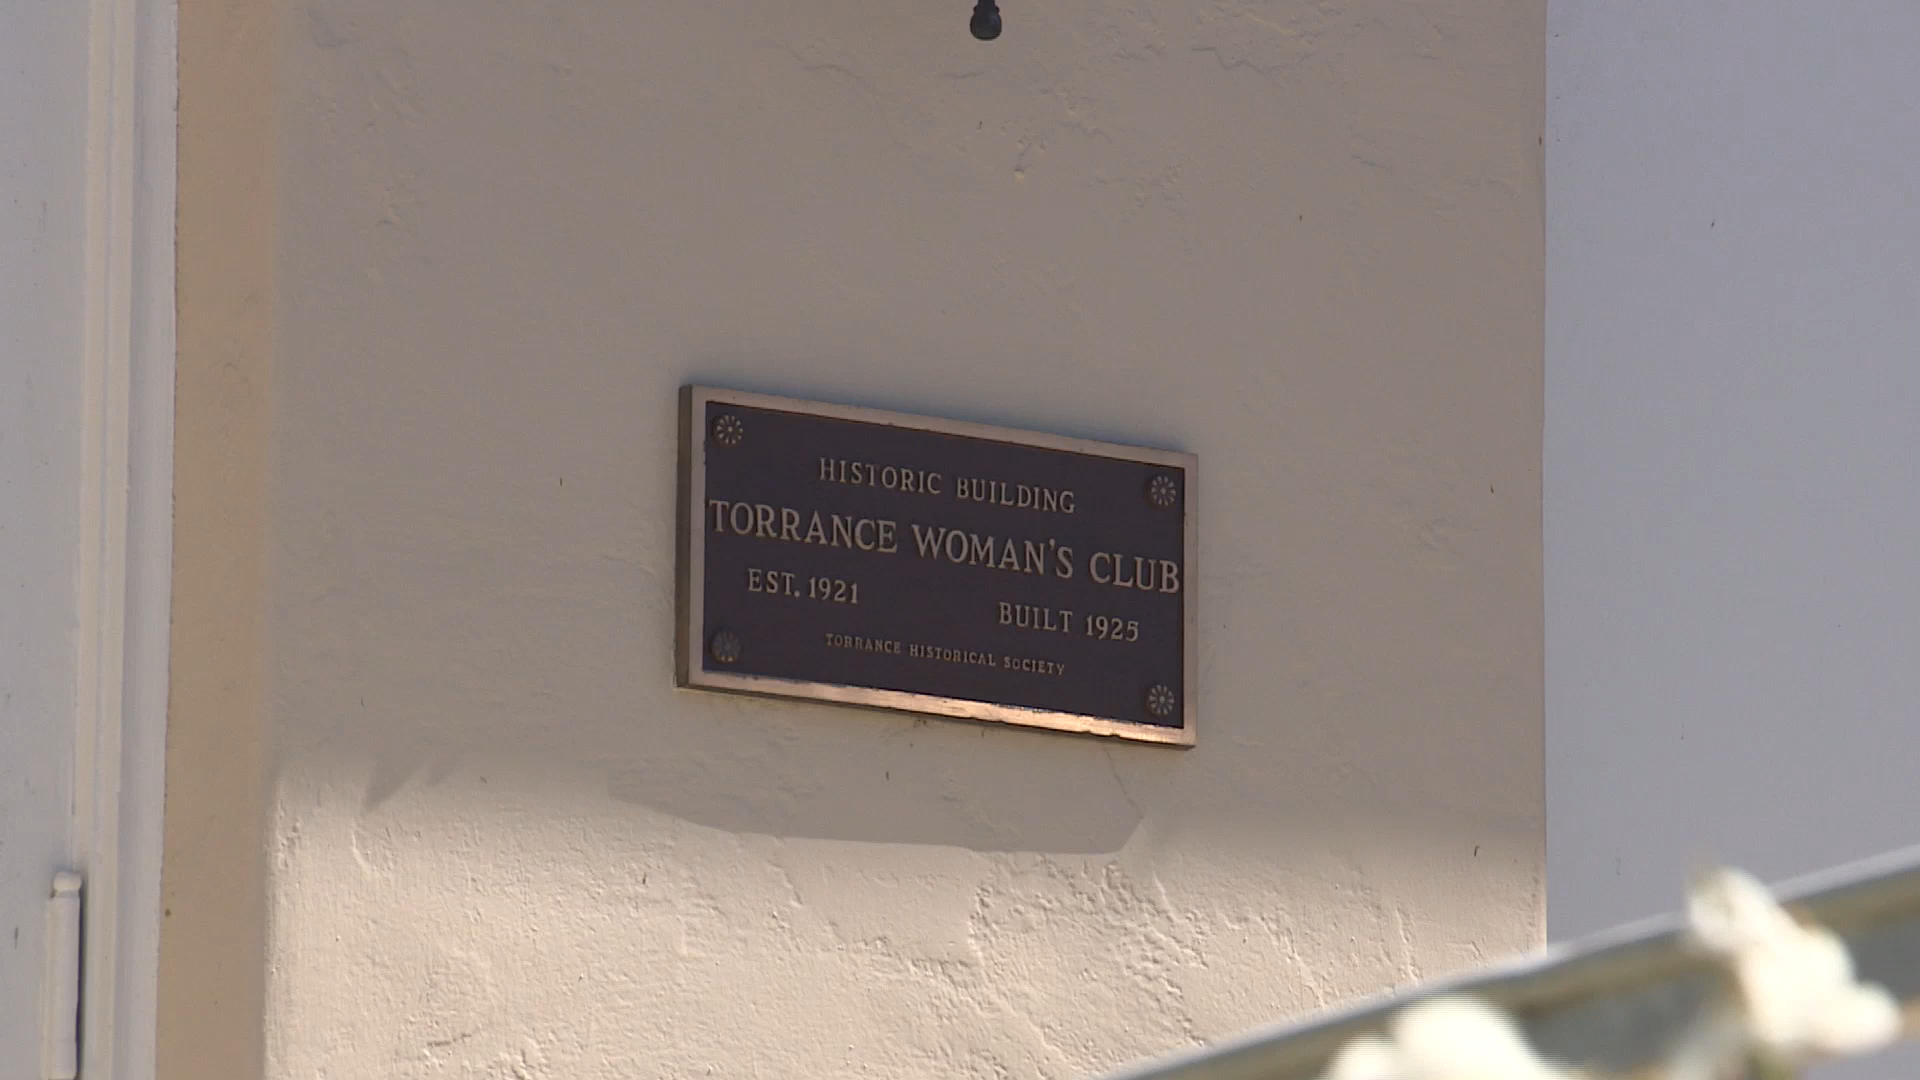 HISTORIC BUILDING
TORRANCE WOMAN'S CLUB
EST. 1921
BUILT 1925
TORRANCE HISTORICAL SOCIETY